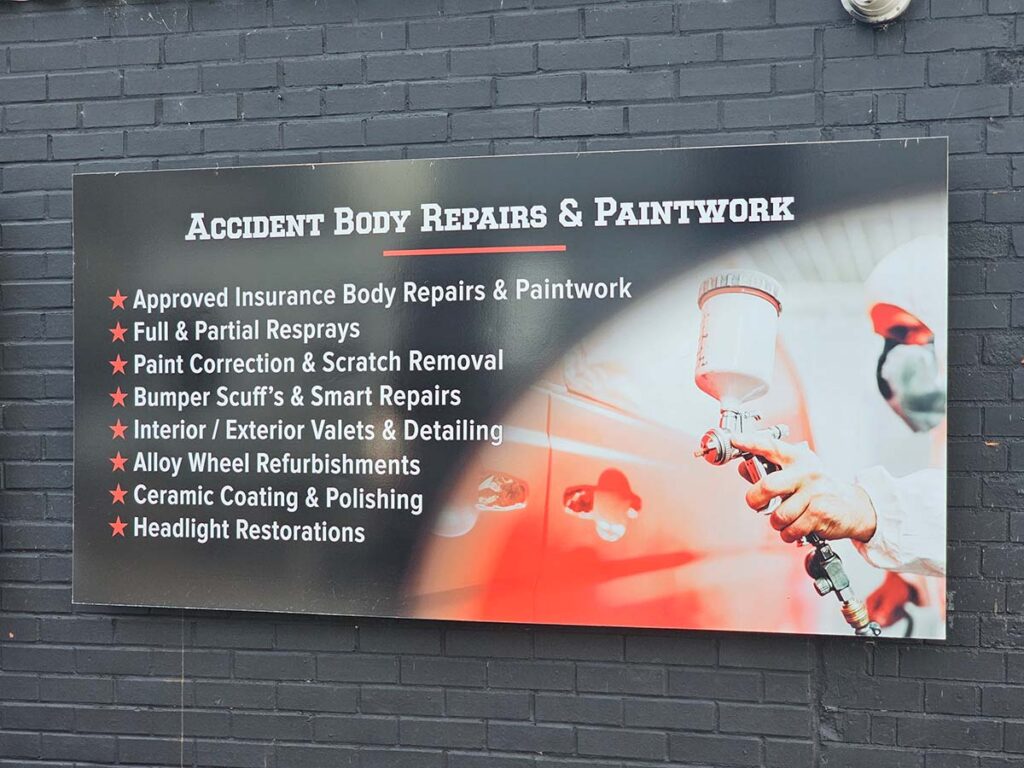 Accident Body Repairs & Paintwork
Approved Insurance Body Repairs & Paintwork
Full & Partial Resprays
Paint Correction & Scratch Removal
Bumper Scuff's & Smart Repairs
Interior / Exterior Valets & Detailing
Alloy Wheel Refurbishments
Ceramic Coating & Polishing
Headlight Restorations